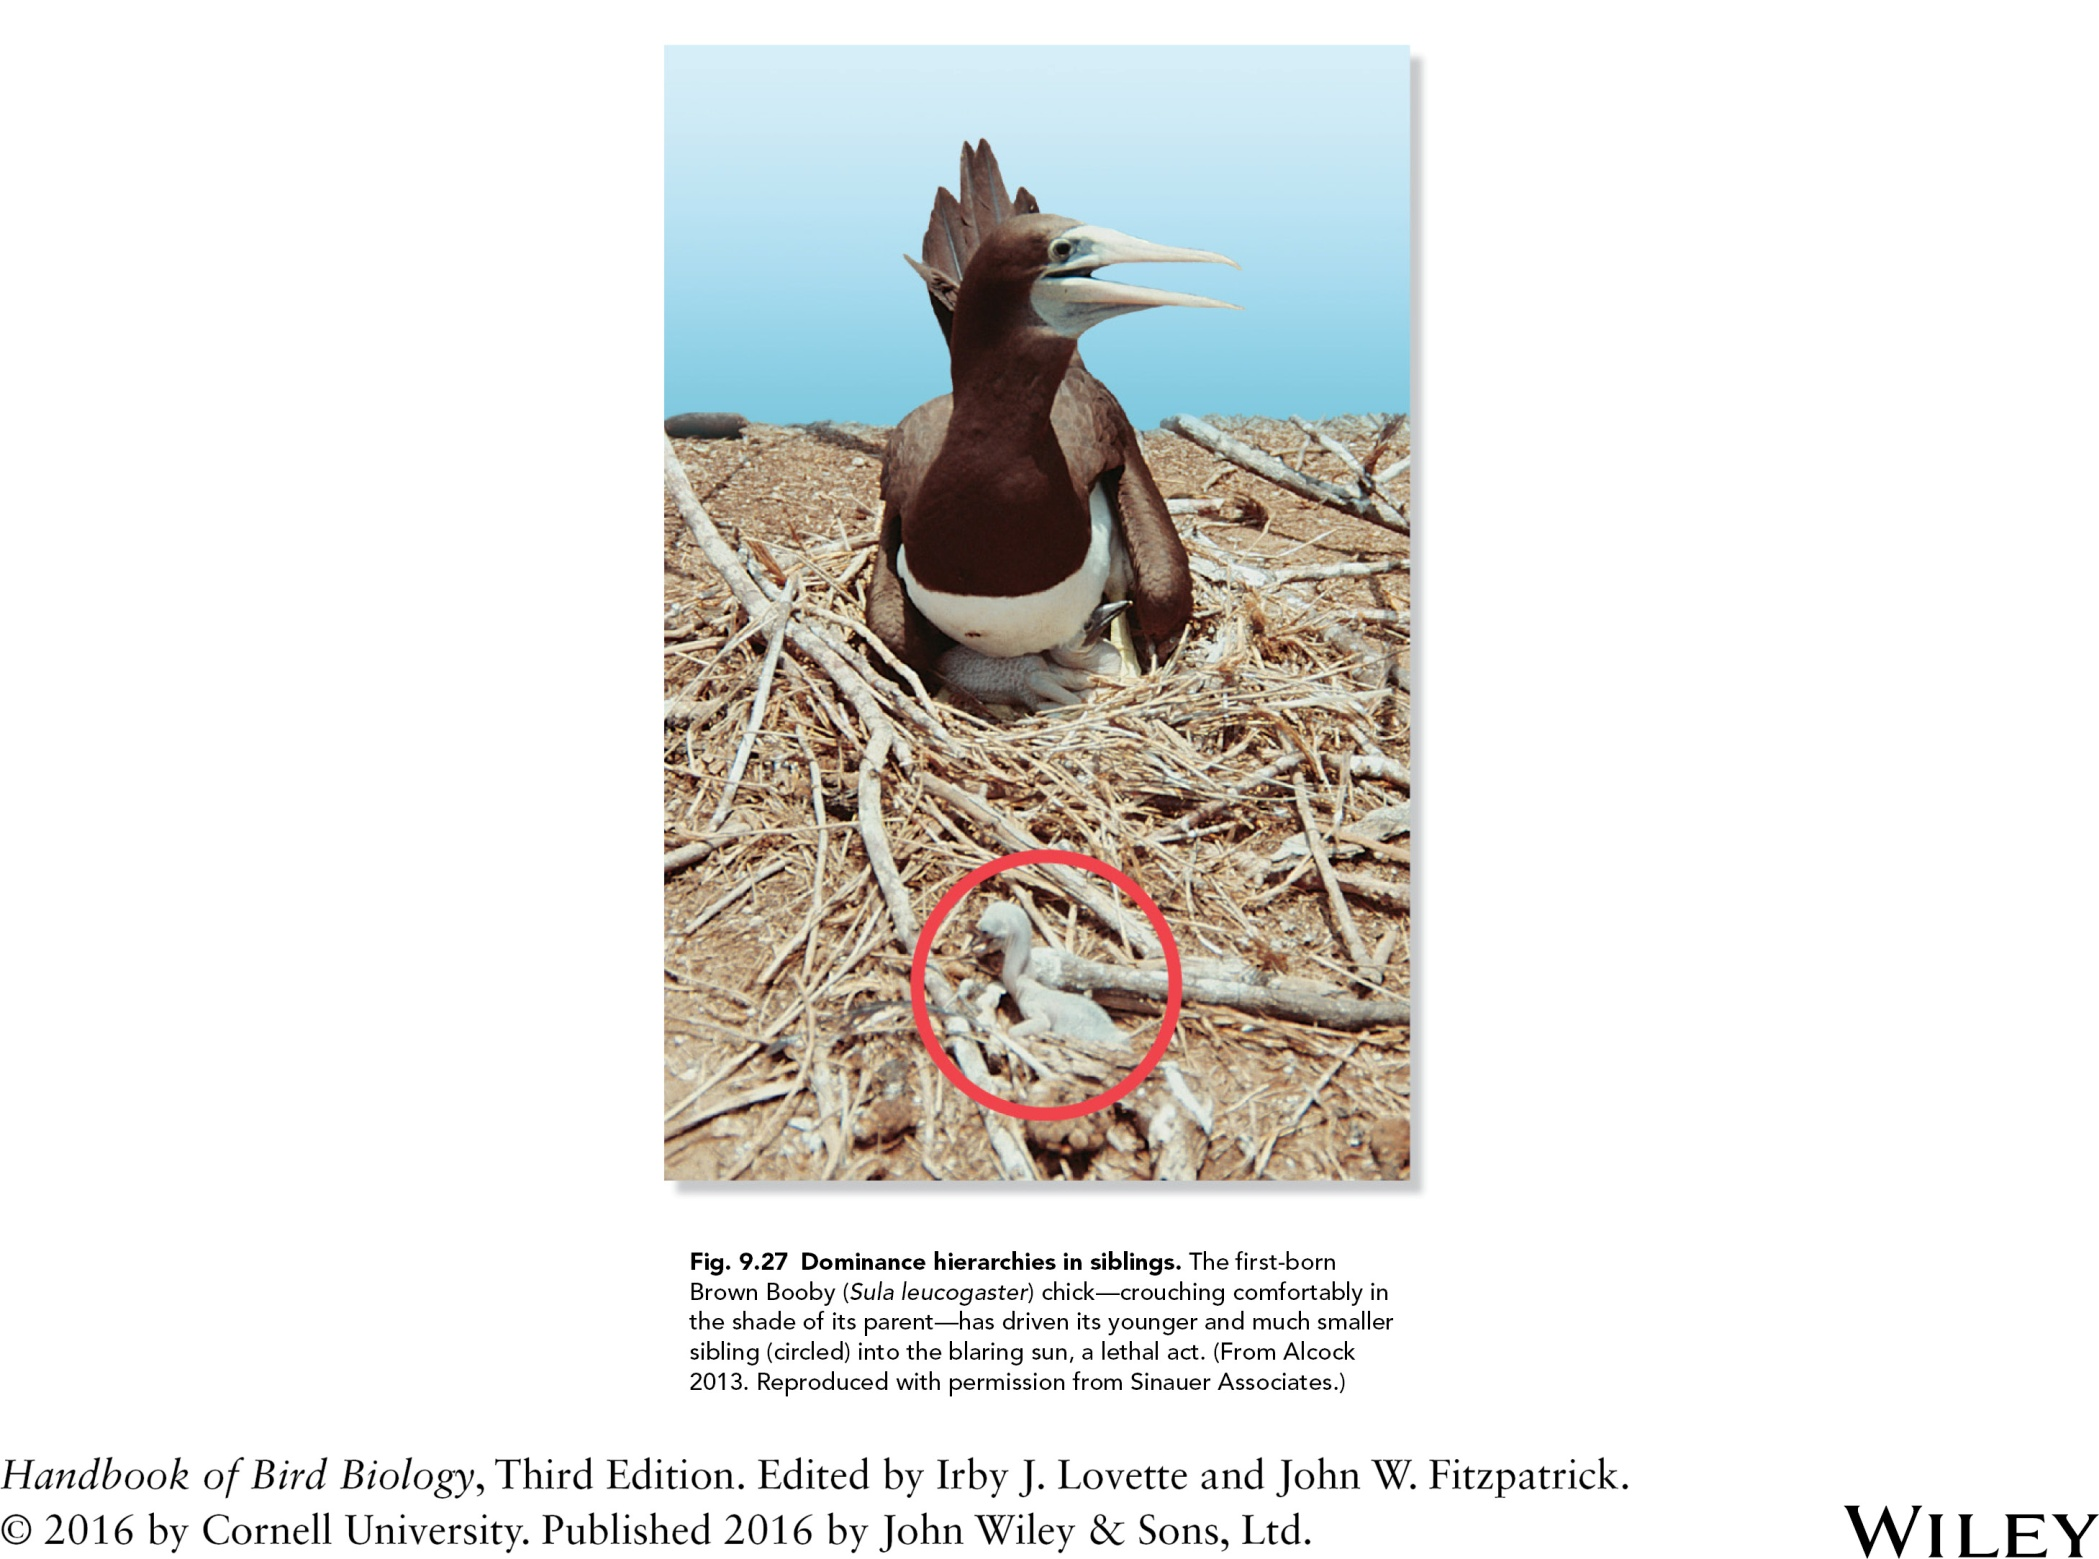 Fig. 9.27 Dominance hierarchies in siblings. The first-born
Brown Booby (Sula leucogaster) chick—crouching comfortably in
the shade of its parent—has driven its younger and much smaller
sibling (circled) into the blaring sun, a lethal act. (From Alcock
2013. Reproduced with permission from Sinauer Associates.)
Handbook of Bird Biology, Third Edition. Edited by Irby J. Lovette and John W. Fitzpatrick.
© 2016 by Cornell University. Published 2016 by John Wiley & Sons, Ltd.
WILEY